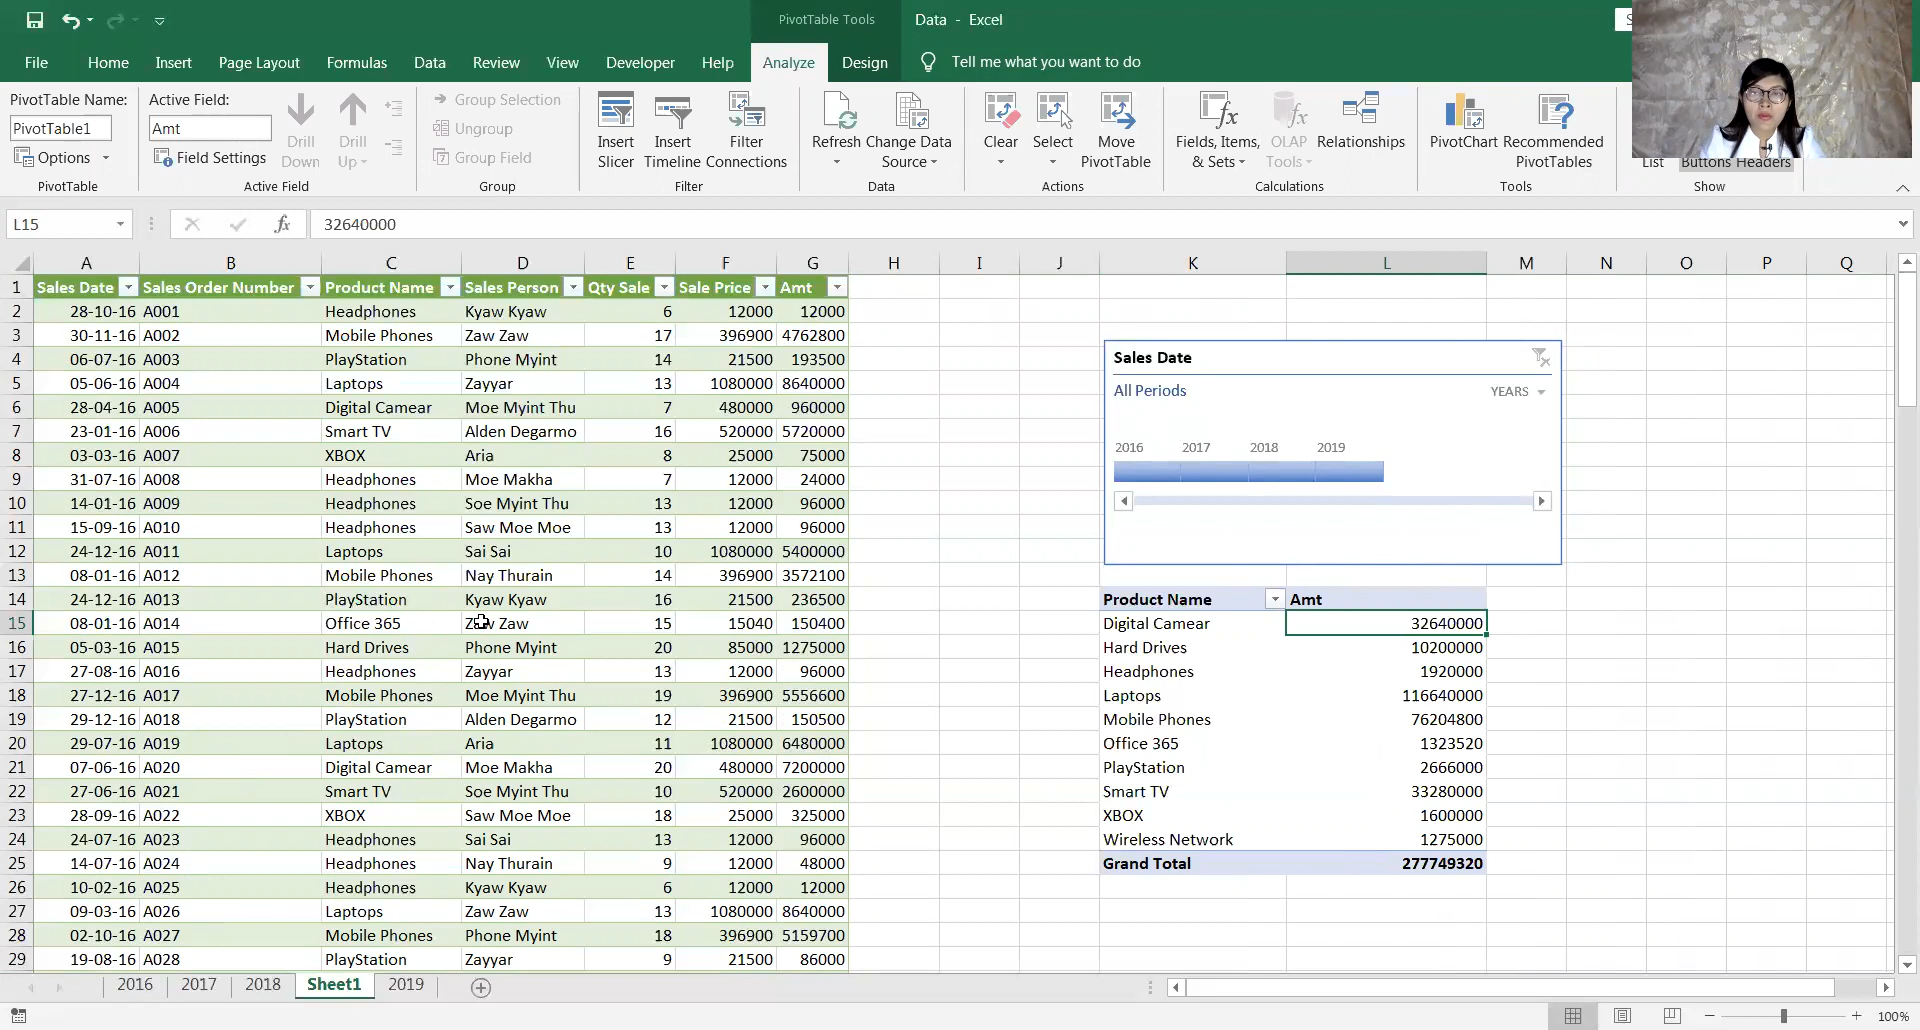 PivotTable Tools
Data - Excel
File Home Insert Page Layout Formulas Data Review View Developer Help Analyze Design Tell me what you want to do
PivotTable Name:
PivotTable1
Options
PivotTable
Active Field:
Amt
Field Settings
Drill Down
Drill Up
Active Field
Group Selection
Ungroup
Group Field
Group
Insert Slicer
Insert Timeline
Filter Connections
Filter
Refresh
Change Data Source
Data
Clear
Select
Move PivotTable
Actions
Fields, Items, & Sets
OLAP Tools
Relationships
Calculations
PivotChart
Recommended PivotTables
Tools
List
Buttons Headers
Show
L15
fx
32640000
A B C D E F G H I J K L M N O P Q
1 Sales Date Sales Order Number Product Name Sales Person Qty Sale Sale Price Amt
2 28-10-16 A001 Headphones Kyaw Kyaw 6 12000 12000
3 30-11-16 A002 Mobile Phones Zaw Zaw 17 396900 4762800
4 06-07-16 A003 PlayStation Phone Myint 14 21500 193500
5 05-06-16 A004 Laptops Zayyar 13 1080000 8640000
6 28-04-16 A005 Digital Camear Moe Myint Thu 7 480000 960000
7 23-01-16 A006 Smart TV Alden Degarmo 16 520000 5720000
8 03-03-16 A007 XBOX Aria 8 25000 75000
9 31-07-16 A008 Headphones Moe Makha 7 12000 24000
10 14-01-16 A009 Headphones Soe Myint Thu 13 12000 96000
11 15-09-16 A010 Headphones Saw Moe Moe 13 12000 96000
12 24-12-16 A011 Laptops Sai Sai 10 1080000 5400000
13 08-01-16 A012 Mobile Phones Nay Thurain 14 396900 3572100
14 24-12-16 A013 PlayStation Kyaw Kyaw 16 21500 236500
15 08-01-16 A014 Office 365 Zaw Zaw 15 15040 150400
16 05-03-16 A015 Hard Drives Phone Myint 20 85000 1275000
17 27-08-16 A016 Headphones Zayyar 13 12000 96000
18 27-12-16 A017 Mobile Phones Moe Myint Thu 19 396900 5556600
19 29-12-16 A018 PlayStation Alden Degarmo 12 21500 150500
20 29-07-16 A019 Laptops Aria 11 1080000 6480000
21 07-06-16 A020 Digital Camear Moe Makha 20 480000 7200000
22 27-06-16 A021 Smart TV Soe Myint Thu 10 520000 2600000
23 28-09-16 A022 XBOX Saw Moe Moe 18 25000 325000
24 24-07-16 A023 Headphones Sai Sai 13 12000 96000
25 14-07-16 A024 Headphones Nay Thurain 9 12000 48000
26 10-02-16 A025 Headphones Kyaw Kyaw 6 12000 12000
27 09-03-16 A026 Laptops Zaw Zaw 13 1080000 8640000
28 02-10-16 A027 Mobile Phones Phone Myint 18 396900 5159700
29 19-08-16 A028 PlayStation Zayyar 9 21500 86000
Sales Date
All Periods YEARS
2016 2017 2018 2019
Product Name Amt
Digital Camear 32640000
Hard Drives 10200000
Headphones 1920000
Laptops 116640000
Mobile Phones 76204800
Office 365 1323520
PlayStation 2666000
Smart TV 33280000
XBOX 1600000
Wireless Network 1275000
Grand Total 277749320
2016 2017 2018 Sheet1 2019
100%